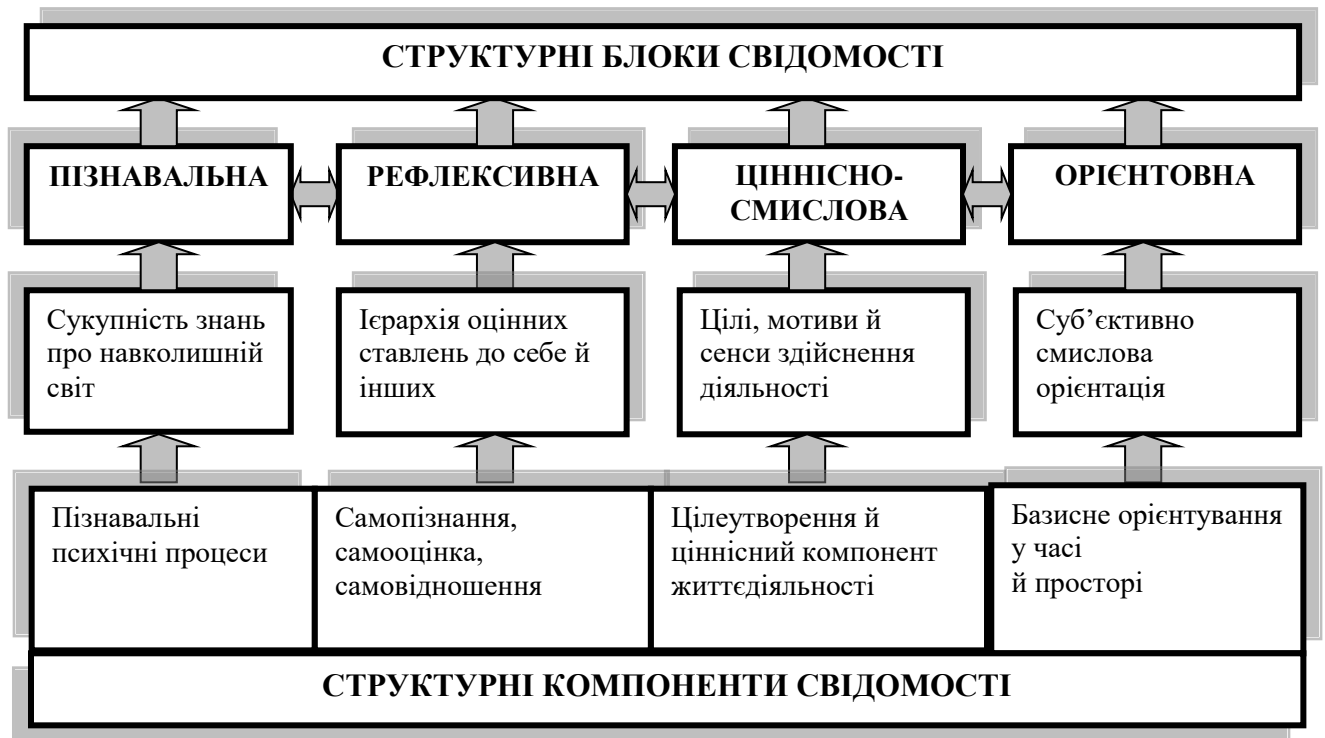 СТРУКТУРНІ БЛОКИ СВІДОМОСТІ
ПІЗНАВАЛЬНА
РЕФЛЕКСИВНА
ЦІННІСНО-
СМИСЛОВА
ОРІЄНТОВНА
Сукупність знань
про навколишній
світ
Ієрархія оцінних
ставлень до себе й
інших
Цілі, мотиви й
сенси здійснення
діяльності
Суб’єктивно
смислова
орієнтація
Пізнавальні
психічні процеси
Самопізнання,
самооцінка,
самовідношення
Цілеутворення й
ціннісний компонент
життєдіяльності
Базисне орієнтування
у часі
й просторі
СТРУКТУРНІ КОМПОНЕНТИ СВІДОМОСТІ